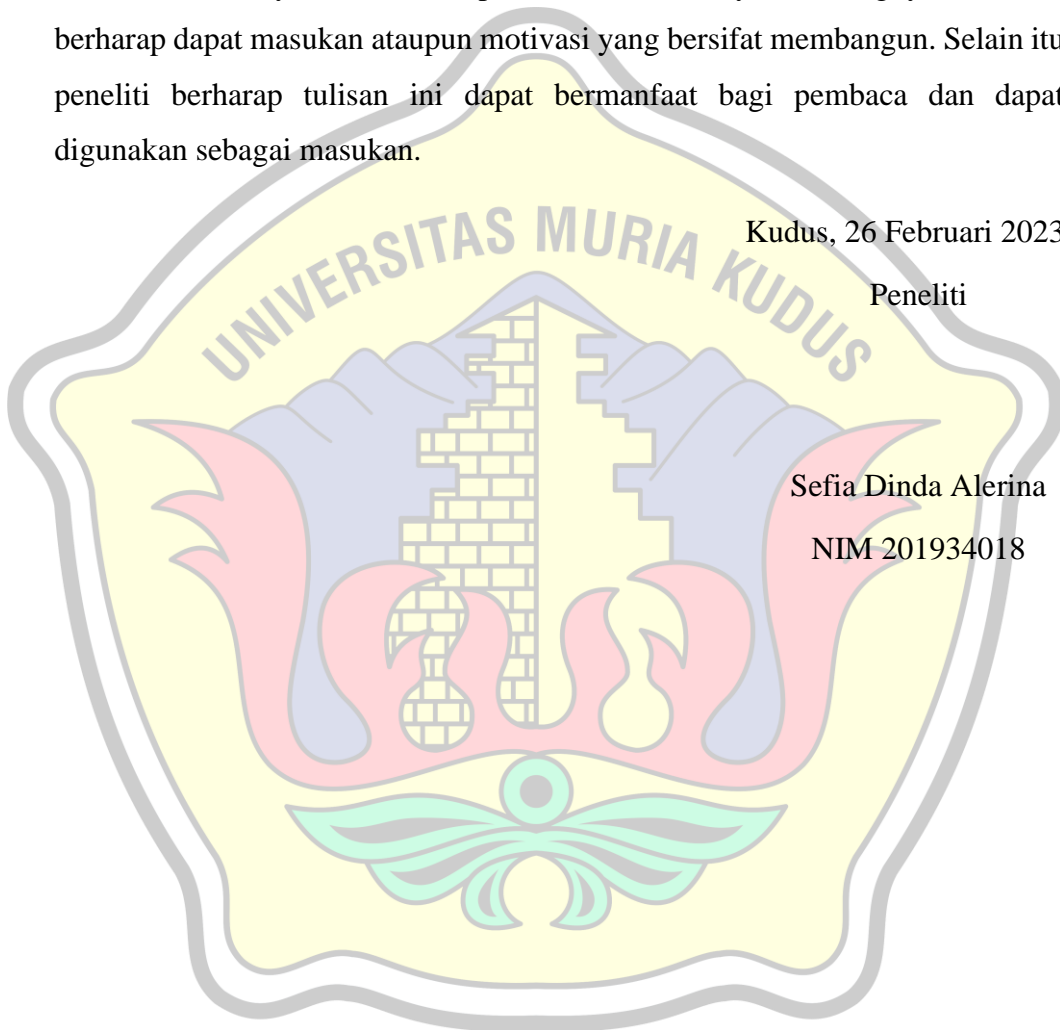 berharap dapat masukan ataupun motivasi yang bersifat membangun. Selain itu
peneliti berharap tulisan ini dapat bermanfaat bagi pembaca dan dapat
digunakan sebagai masukan.
UNIVERSITAS MURIA KUDUS
Kudus, 26 Februari 2023
Peneliti
Sefia Dinda Alerina
NIM 201934018